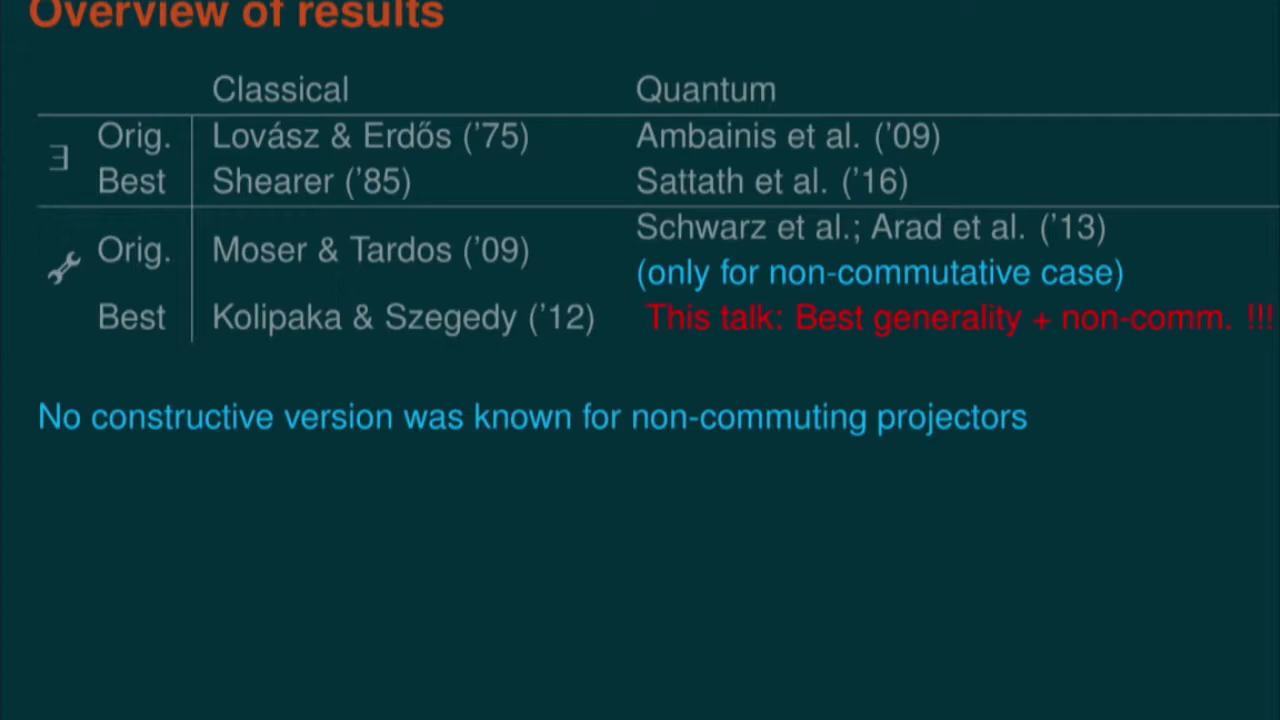 Overview of results
Classical Quantum
∃ Orig. Lovász & Erdős ('75) Ambainis et al. ('09)
Best Shearer ('85) Sattath et al. ('16)
Orig. Moser & Tardos ('09) Schwarz et al.; Arad et al. ('13)
(only for non-commutative case)
Best Kolipaka & Szegedy ('12) This talk: Best generality + non-comm. !!!
No constructive version was known for non-commuting projectors